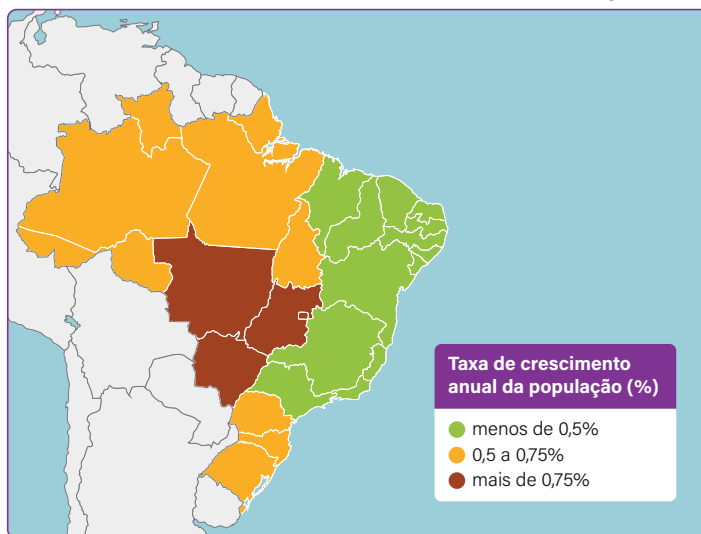 Taxa de crescimento
anual da população (%)
menos de 0,5%
0,5 a 0,75%
mais de 0,75%